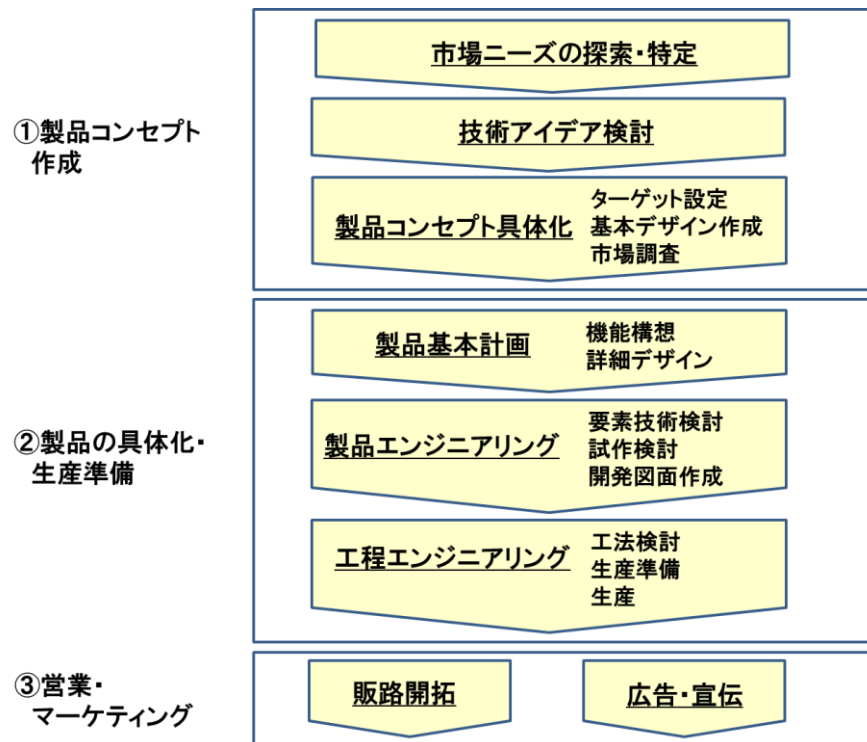 ①製品コンセプト
作成
市場ニーズの探索・特定
技術アイデア検討
製品コンセプト具体化
ターゲット設定
基本デザイン作成
市場調査
②製品の具体化・
生産準備
製品基本計画
機能構想
詳細デザイン
製品エンジニアリング
要素技術検討
試作検討
開発図面作成
工程エンジニアリング
工法検討
生産準備
生産
③営業・
マーケティング
販路開拓
広告・宣伝